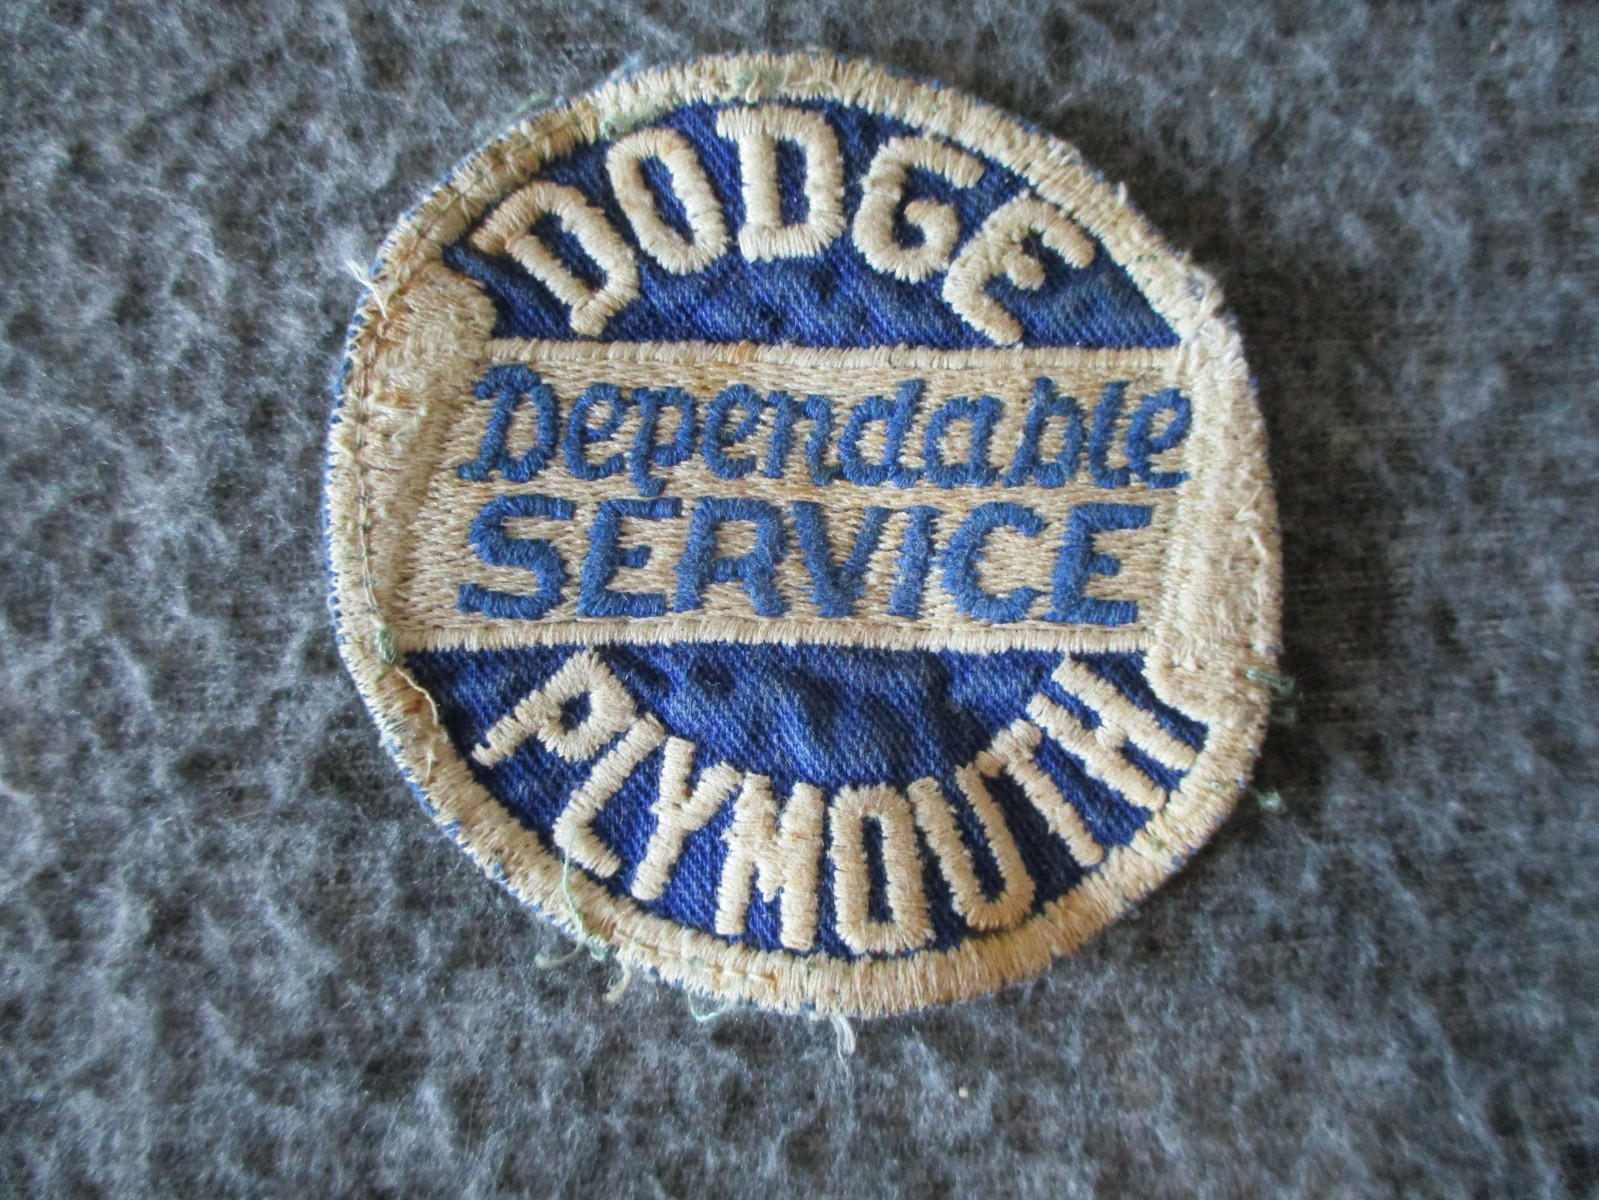 DODGE
Dependable
SERVICE
PLYMOUTH